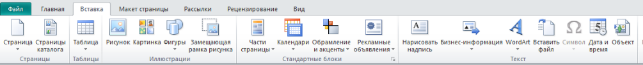 Файл Главная Вставка Макет страницы Рассылки Рецензирование Вид
Страница Страницы каталога Таблица Рисунок Картинка Фигуры Замещающая рамка рисунка Части страницы Календари Обрамление и акценты Рекламные объявления Нарисовать надпись Бизнес-информация WordArt Вставить файл Символ Дата и время Объект
Страницы Таблицы Иллюстрации Стандартные блоки Текст